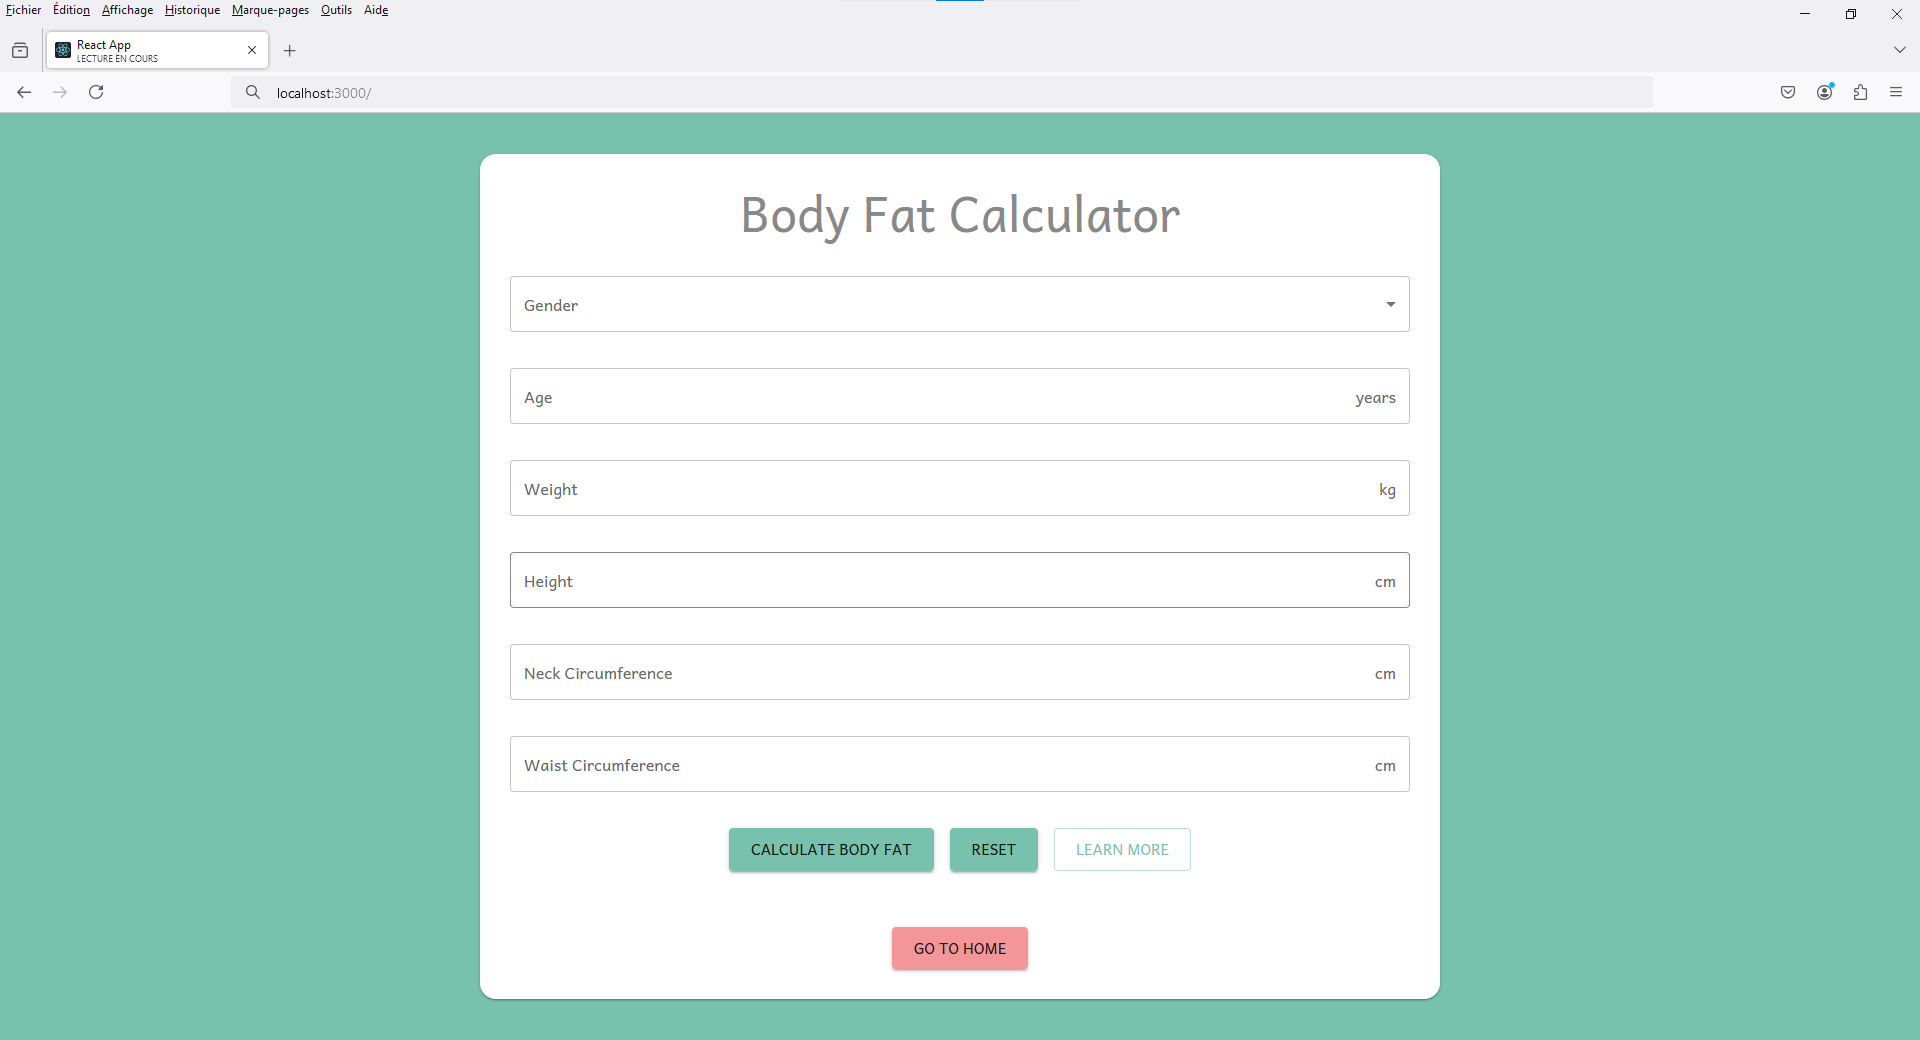 Fichier Édition Affichage Historique Marque-pages Outils Aide
React App
LECTURE EN COURS
localhost:3000/
Body Fat Calculator
Gender
Age years
Weight kg
Height cm
Neck Circumference cm
Waist Circumference cm
CALCULATE BODY FAT RESET LEARN MORE
GO TO HOME